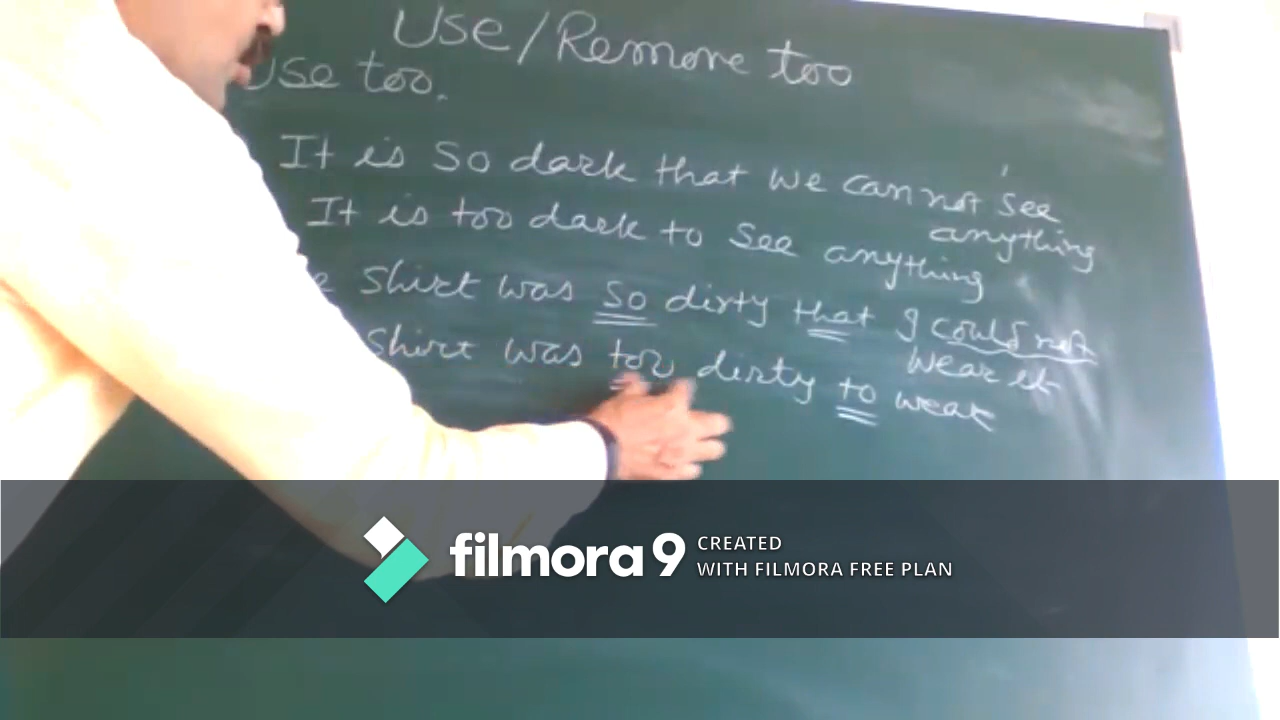 Use/Remove too
Use too.
It is so dark that we can not see
anything
It is too dark to see anything
shirt was so dirty that I could not
wear it
shirt was too dirty to wear
filmora 9
CREATED
WITH FILMORA FREE PLAN